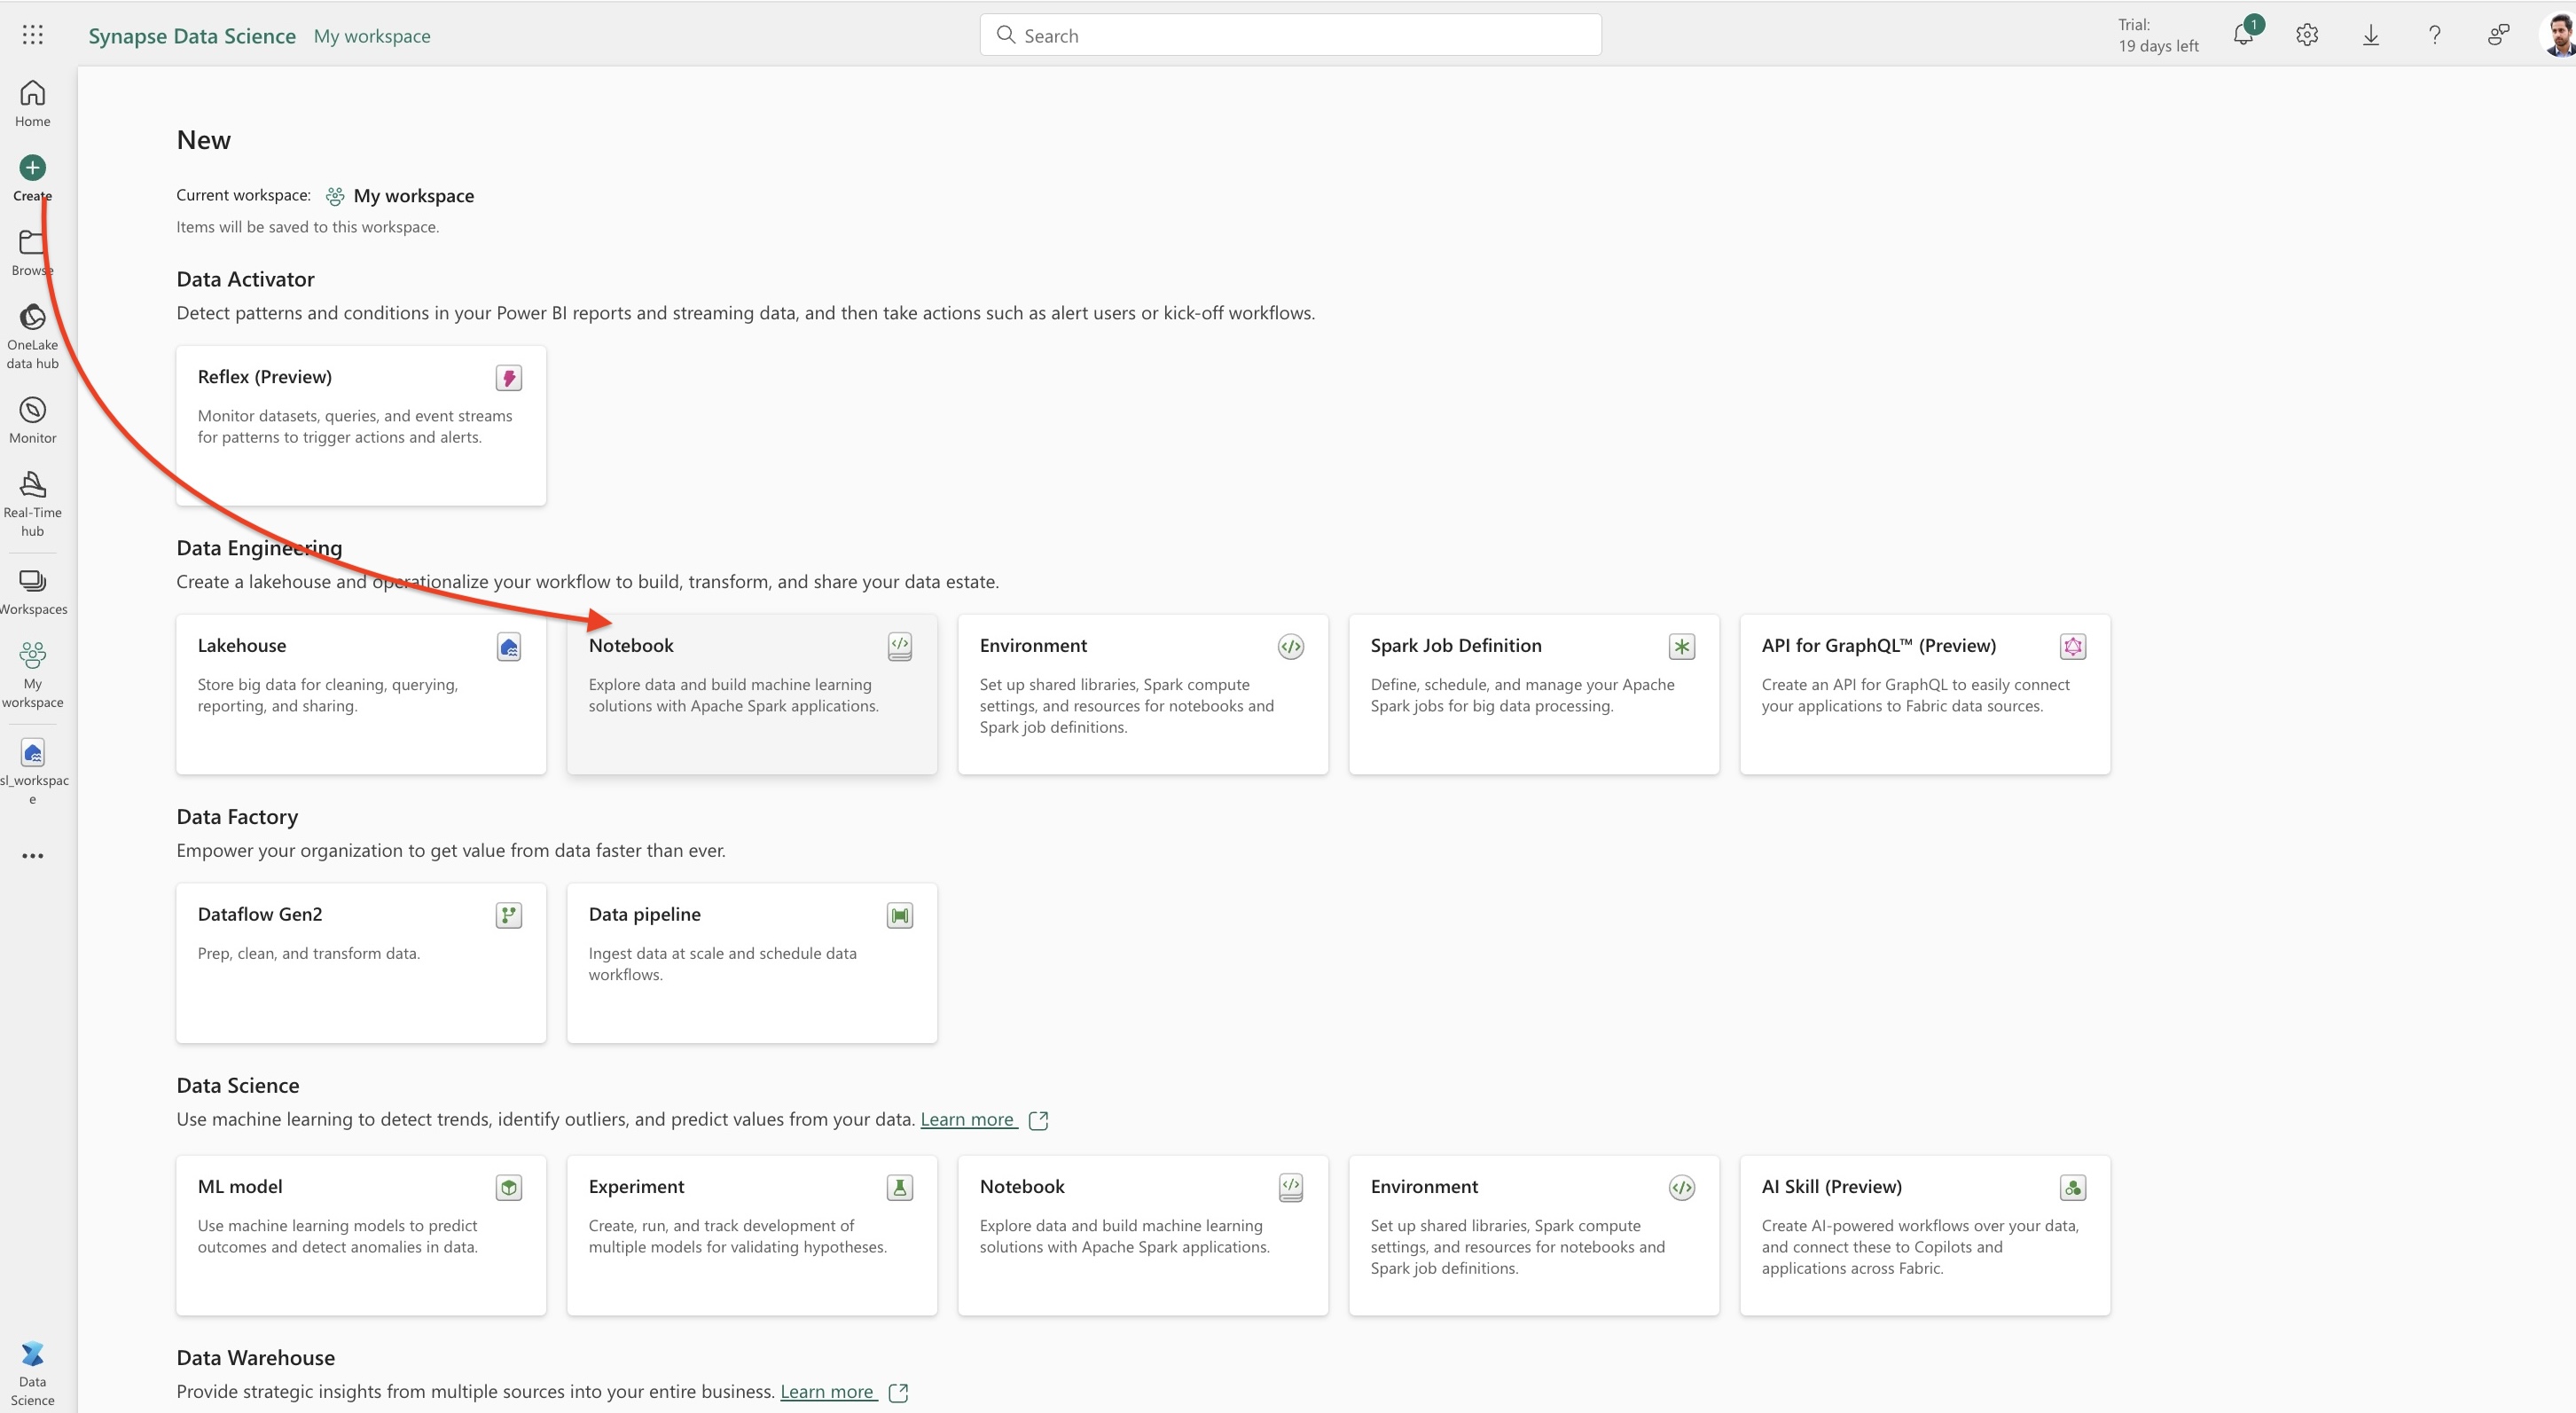 Synapse Data Science My workspace
Search
Trial:
19 days left
1
Home
Create
Browse
OneLake
data hub
Monitor
Real-Time
hub
Workspaces
My
workspace
sl_workspac
e
Data
Science
New
Current workspace: My workspace
Items will be saved to this workspace.
Data Activator
Detect patterns and conditions in your Power BI reports and streaming data, and then take actions such as alert users or kick-off workflows.
Reflex (Preview)
Monitor datasets, queries, and event streams
for patterns to trigger actions and alerts.
Data Engineering
Create a lakehouse and operationalize your workflow to build, transform, and share your data estate.
Lakehouse
Store big data for cleaning, querying,
reporting, and sharing.
Notebook
Explore data and build machine learning
solutions with Apache Spark applications.
Environment
Set up shared libraries, Spark compute
settings, and resources for notebooks and
Spark job definitions.
Spark Job Definition
Define, schedule, and manage your Apache
Spark jobs for big data processing.
API for GraphQL™ (Preview)
Create an API for GraphQL to easily connect
your applications to Fabric data sources.
Data Factory
Empower your organization to get value from data faster than ever.
Dataflow Gen2
Prep, clean, and transform data.
Data pipeline
Ingest data at scale and schedule data
workflows.
Data Science
Use machine learning to detect trends, identify outliers, and predict values from your data. Learn more
ML model
Use machine learning models to predict
outcomes and detect anomalies in data.
Experiment
Create, run, and track development of
multiple models for validating hypotheses.
Notebook
Explore data and build machine learning
solutions with Apache Spark applications.
Environment
Set up shared libraries, Spark compute
settings, and resources for notebooks and
Spark job definitions.
AI Skill (Preview)
Create AI-powered workflows over your data,
and connect these to Copilots and
applications across Fabric.
Data Warehouse
Provide strategic insights from multiple sources into your entire business. Learn more